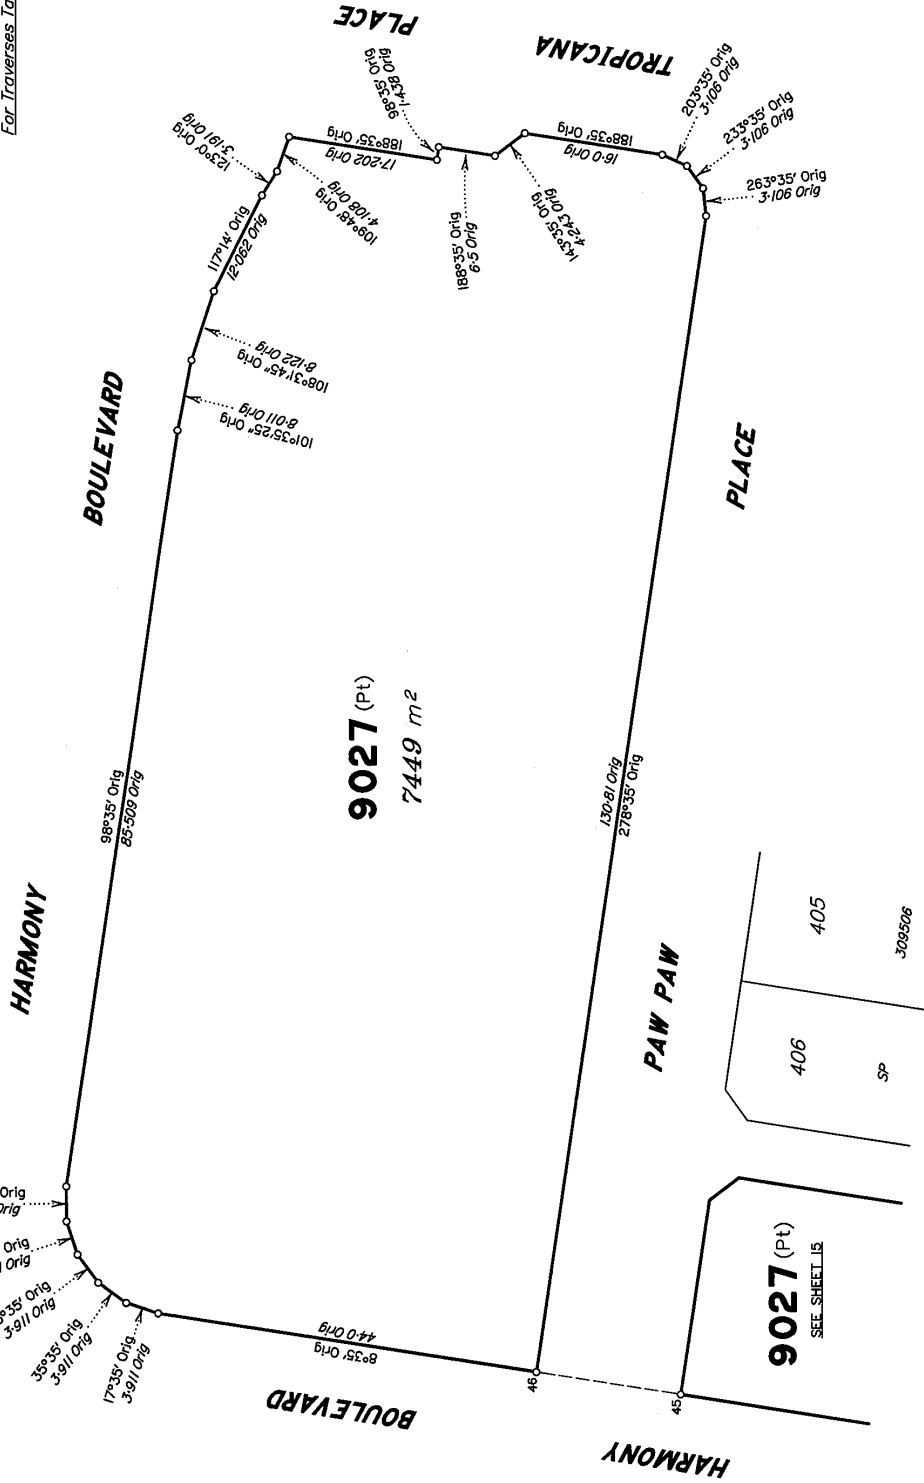 For Traverses
PLACE
TROPICANA
98°35' Orig
1·438 Orig
203°35' Orig
3·106 Orig
233°35' Orig
3·106 Orig
263°35' Orig
3·106 Orig
123°0' Orig
3·191 Orig
188°35' Orig
17·202 Orig
188°35' Orig
16·0 Orig
109°48' Orig
4·108 Orig
143°35' Orig
4·243 Orig
188°35' Orig
6·5 Orig
117°14' Orig
12·062 Orig
108°31'45" Orig
8·122 Orig
101°35'25" Orig
8·011 Orig
BOULEVARD
PLACE
9027 (Pt)
7449 m²
98°35' Orig
85·509 Orig
130·81 Orig
278°35' Orig
HARMONY
PAW PAW
405
309506
406
SP
Orig
Orig
Orig
Orig
35' Orig
3·911 Orig
35°35' Orig
3·911 Orig
17°35' Orig
3·911 Orig
44·0 Orig
8°35' Orig
9027 (Pt)
SEE SHEET 15
46
45
BOULEVARD
HARMONY